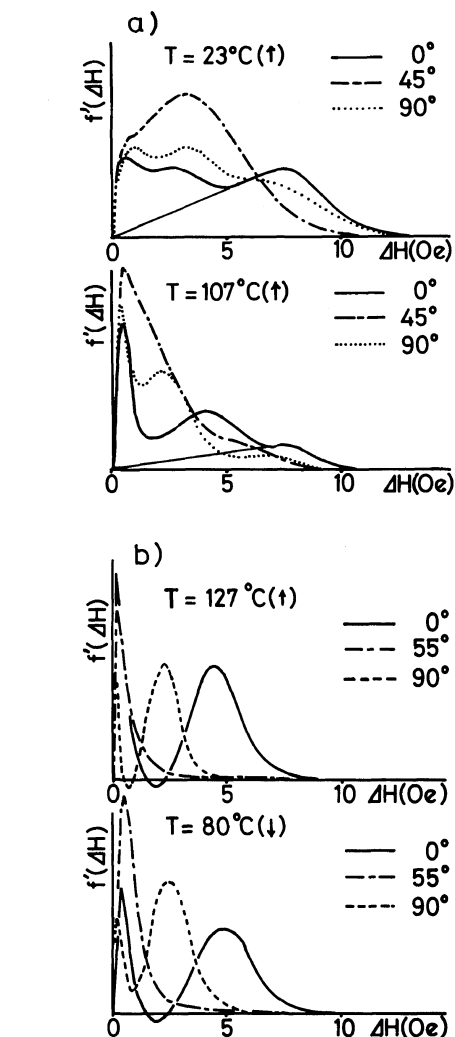 a)
T = 23°C(↑)
0°
45°
90°
f'(ΔH)
0 5 10 ΔH(Oe)
T = 107°C(↑)
0°
45°
90°
f'(ΔH)
0 5 10 ΔH(Oe)
b)
T = 127°C(↑)
0°
55°
90°
f'(ΔH)
0 5 10 ΔH(Oe)
T = 80°C(↓)
0°
55°
90°
f'(ΔH)
0 5 10 ΔH(Oe)